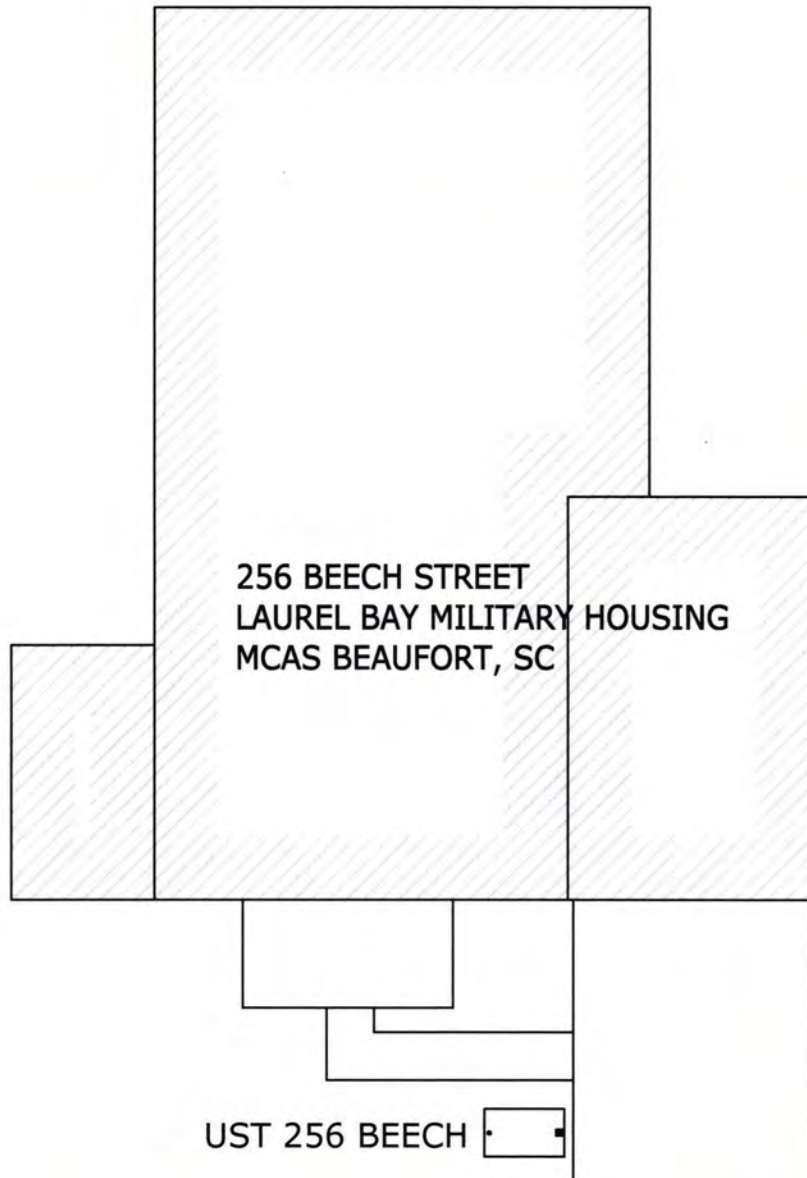 256 BEECH STREET
LAUREL BAY MILITARY HOUSING
MCAS BEAUFORT, SC
UST 256 BEECH